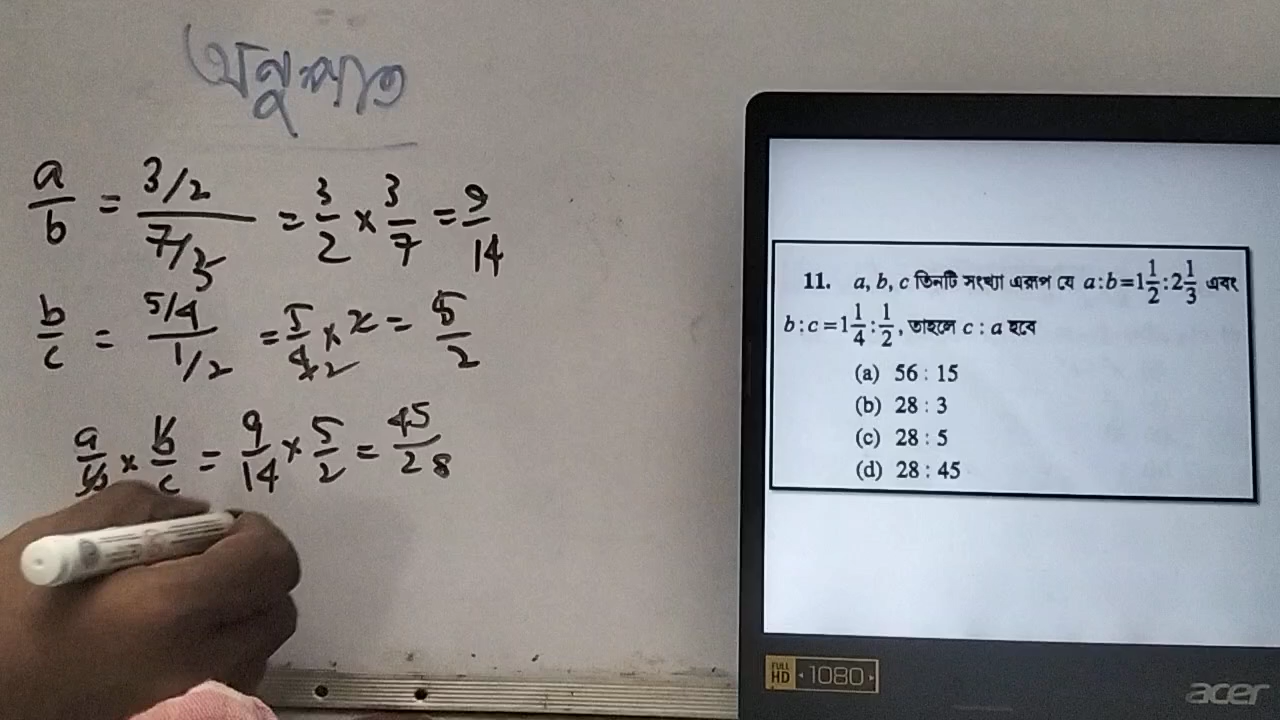 অনুপাত
a/b = 3/2 / 7/3 = 3/2 × 3/7 = 9/14
b/c = 5/4 / 1/2 = 5/4 × 2 = 5/2
a/b × b/c = 9/14 × 5/2 = 45/28
11. a, b, c তিনটি সংখ্যা এরূপ যে a:b=1 1/2:2 1/3 এবং
b:c=1 1/4:1/2, তাহলে c : a হবে
(a) 56 : 15
(b) 28 : 3
(c) 28 : 5
(d) 28 : 45
FULL HD 1080
acer